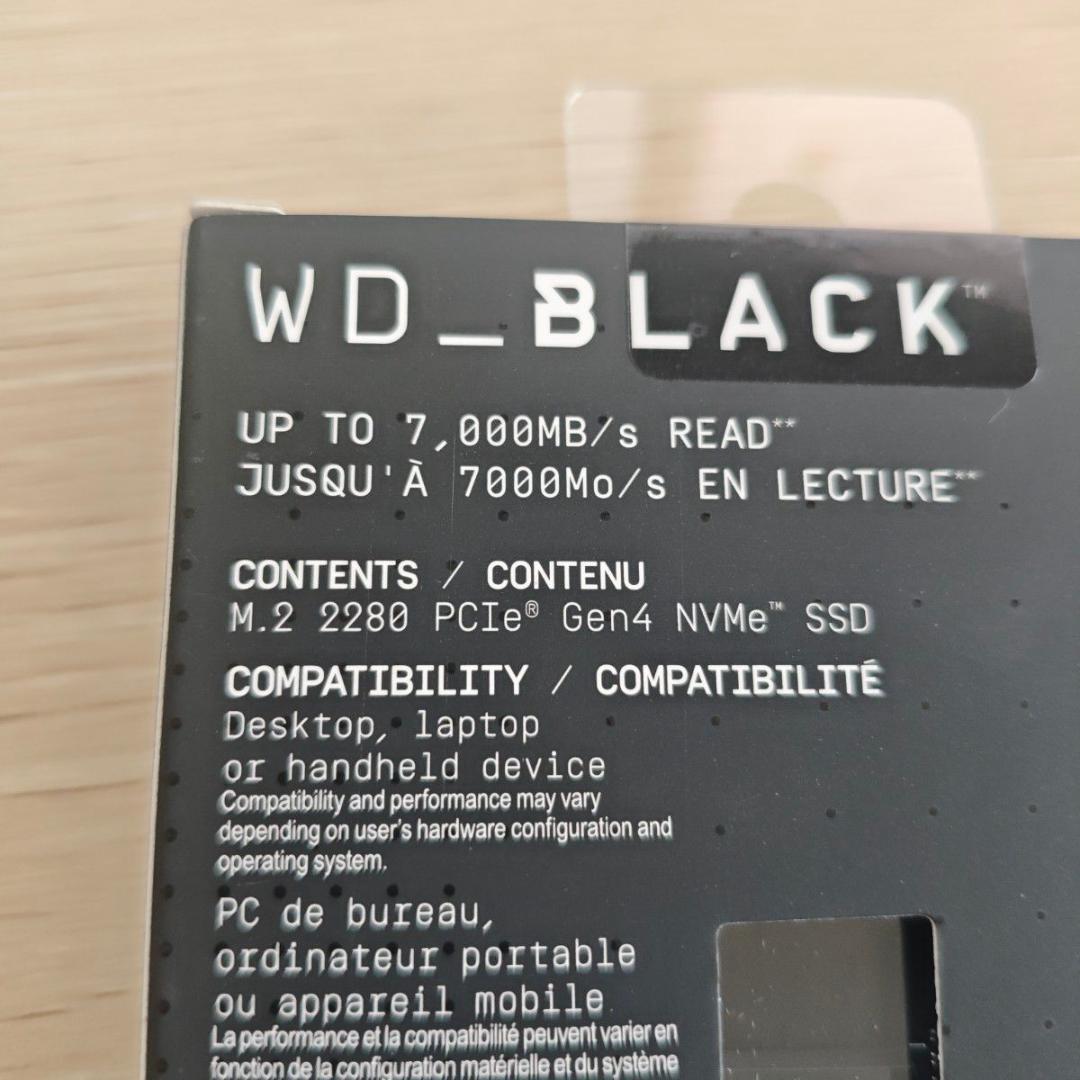 WD_BLACK™
UP TO 7,000MB/s READ**
JUSQU'À 7000Mo/s EN LECTURE**
CONTENTS / CONTENU
M.2 2280 PCIe® Gen4 NVMe™ SSD
COMPATIBILITY / COMPATIBILITÉ
Desktop, laptop
or handheld device
Compatibility and performance may vary
depending on user's hardware configuration and
operating system.
PC de bureau,
ordinateur portable
ou appareil mobile
La performance et la compatibilité peuvent varier en
fonction de la configuration matérielle et du système